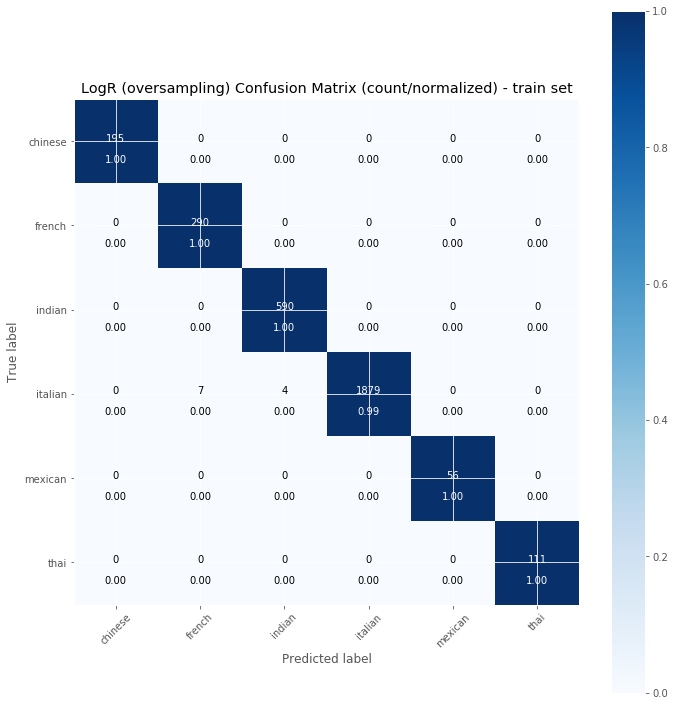 LogR (oversampling) Confusion Matrix (count/normalized) - train set
chinese 195 0 0 0 0 0
1.00 0.00 0.00 0.00 0.00 0.00
french 0 290 0 0 0 0
0.00 1.00 0.00 0.00 0.00 0.00
indian 0 0 590 0 0 0
0.00 0.00 1.00 0.00 0.00 0.00
italian 0 7 4 1879 0 0
0.00 0.00 0.00 0.99 0.00 0.00
mexican 0 0 0 0 56 0
0.00 0.00 0.00 0.00 1.00 0.00
thai 0 0 0 0 0 111
0.00 0.00 0.00 0.00 0.00 1.00
chinese french indian italian mexican thai
Predicted label
True label
1.0
0.8
0.6
0.4
0.2
0.0